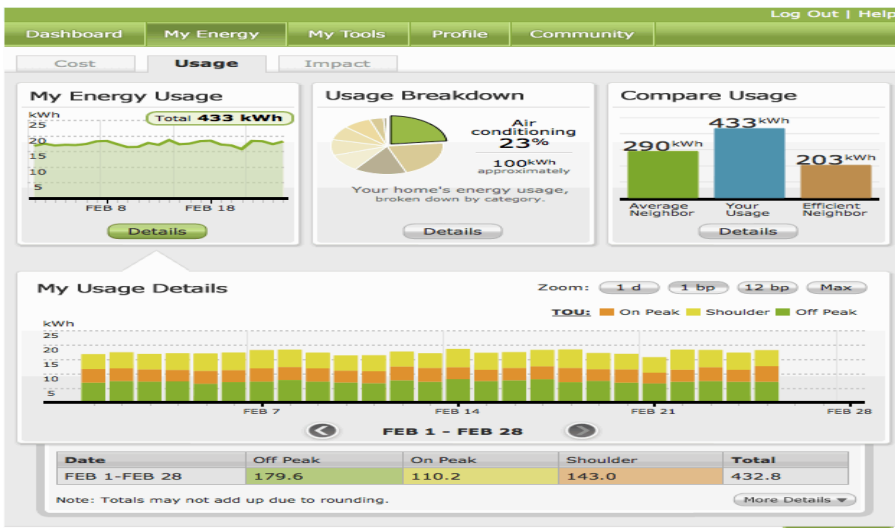 Log Out | Help
Dashboard My Energy My Tools Profile Community
Cost Usage Impact
My Energy Usage
kWh
Total 433 kWh
25
20
15
10
5
FEB 8 FEB 18
Details
Usage Breakdown
Air
conditioning
23%
100kWh
approximately
Your home's energy usage,
broken down by category.
Details
Compare Usage
433kWh
290kWh
203kWh
Average Neighbor
Your Usage
Efficient Neighbor
Details
My Usage Details
Zoom: 1 d 1 bp 12 bp Max
TOU: On Peak Shoulder Off Peak
kWh
25
20
15
10
5
FEB 7 FEB 14 FEB 21 FEB 28
FEB 1 - FEB 28
Date Off Peak On Peak Shoulder Total
FEB 1-FEB 28 179.6 110.2 143.0 432.8
Note: Totals may not add up due to rounding.
More Details